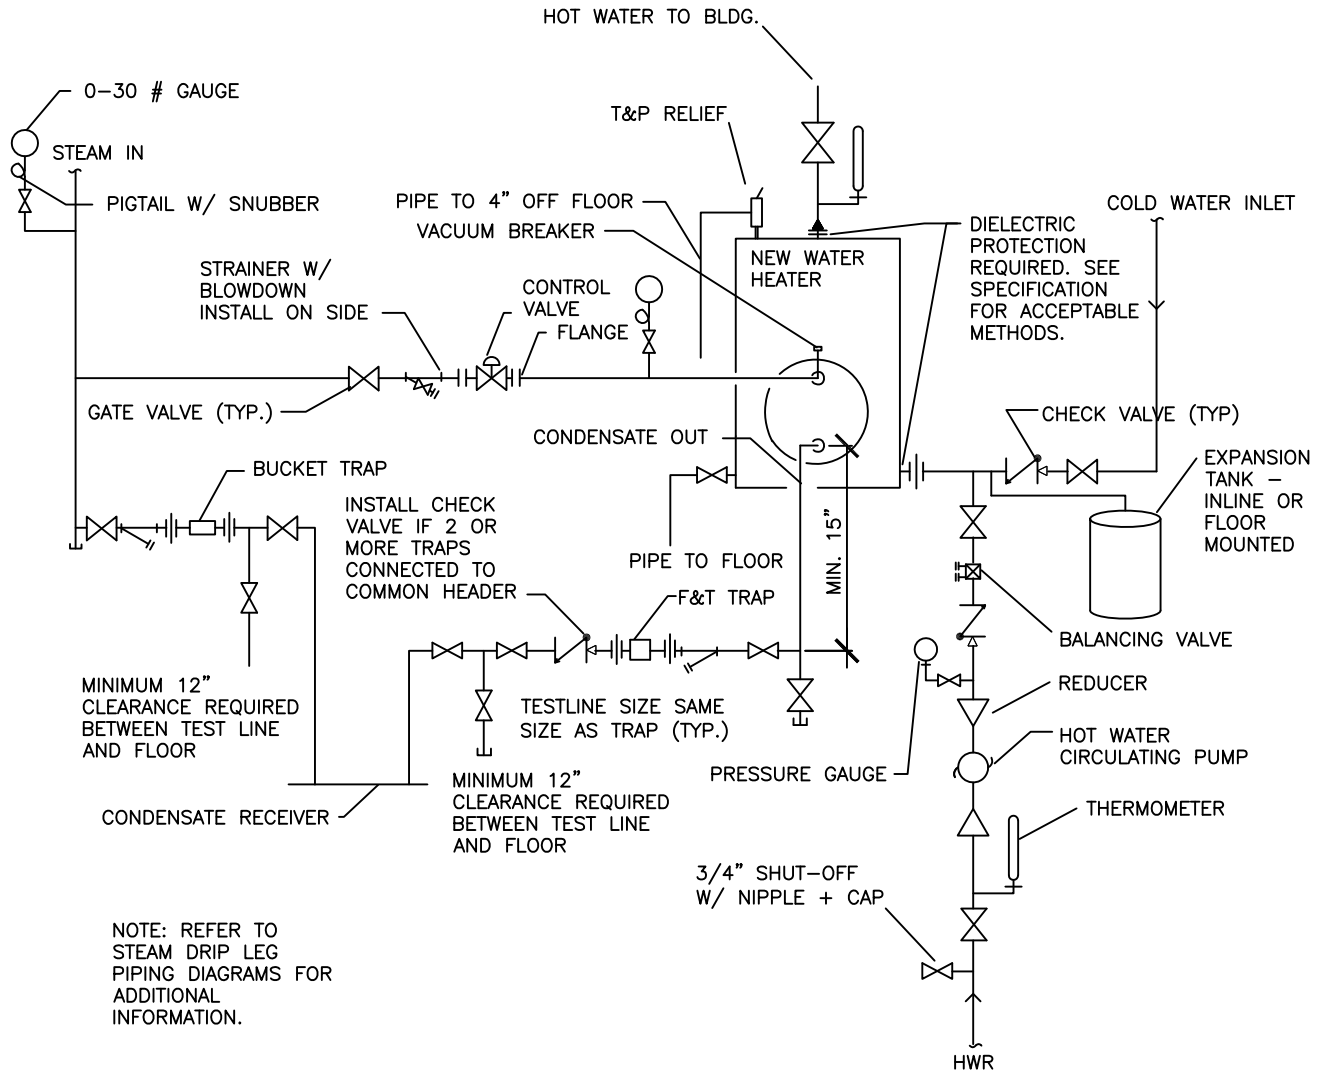 HOT WATER TO BLDG.
0-30 # GAUGE
T&P RELIEF
STEAM IN
PIPE TO 4" OFF FLOOR
COLD WATER INLET
PIGTAIL W/ SNUBBER
VACUUM BREAKER
DIELECTRIC
PROTECTION
REQUIRED. SEE
SPECIFICATION
FOR ACCEPTABLE
METHODS.
NEW WATER
HEATER
STRAINER W/
BLOWDOWN
INSTALL ON SIDE
CONTROL
VALVE
FLANGE
GATE VALVE (TYP.)
CHECK VALVE (TYP)
CONDENSATE OUT
BUCKET TRAP
EXPANSION
TANK -
INLINE OR
FLOOR
MOUNTED
INSTALL CHECK
VALVE IF 2 OR
MORE TRAPS
CONNECTED TO
COMMON HEADER
MIN. 15"
PIPE TO FLOOR
F&T TRAP
BALANCING VALVE
MINIMUM 12"
CLEARANCE REQUIRED
BETWEEN TEST LINE
AND FLOOR
REDUCER
TESTLINE SIZE SAME
SIZE AS TRAP (TYP.)
HOT WATER
CIRCULATING PUMP
PRESSURE GAUGE
MINIMUM 12"
CLEARANCE REQUIRED
BETWEEN TEST LINE
AND FLOOR
CONDENSATE RECEIVER
THERMOMETER
3/4" SHUT-OFF
W/ NIPPLE + CAP
NOTE: REFER TO
STEAM DRIP LEG
PIPING DIAGRAMS FOR
ADDITIONAL
INFORMATION.
HWR